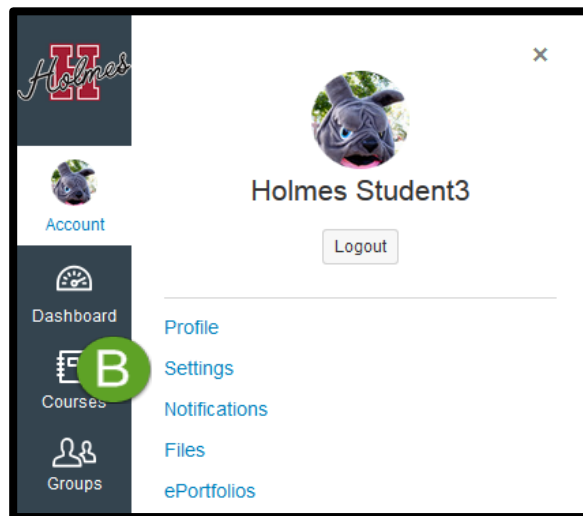 Holmes
H
Account
Dashboard
Courses
Groups
×
Holmes Student3
Logout
Profile
B
Settings
Notifications
Files
ePortfolios